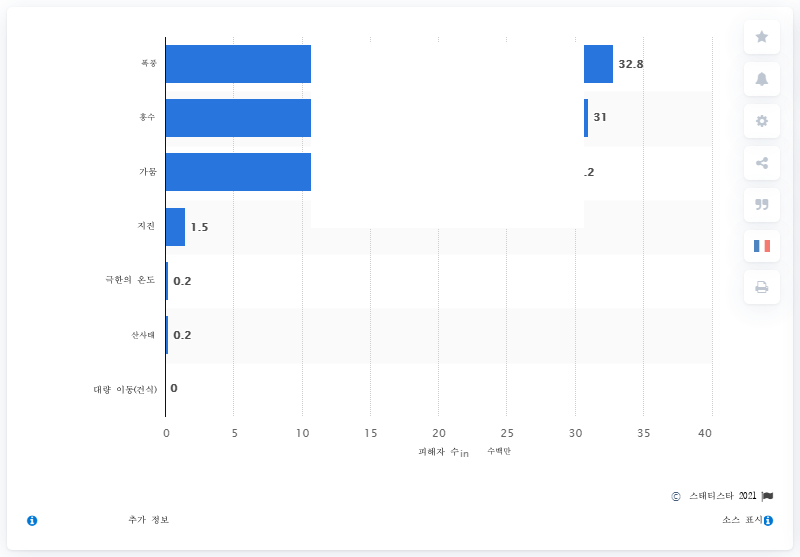 폭풍
32.8
홍수
31
가뭄
.2
지진
1.5
극한의 온도
0.2
산사태
0.2
대량 이동(건식)
0
0 5 10 15 20 25 30 35 40
피해자 수in 수백만
© 스태티스타 2021
추가 정보
소스 표시